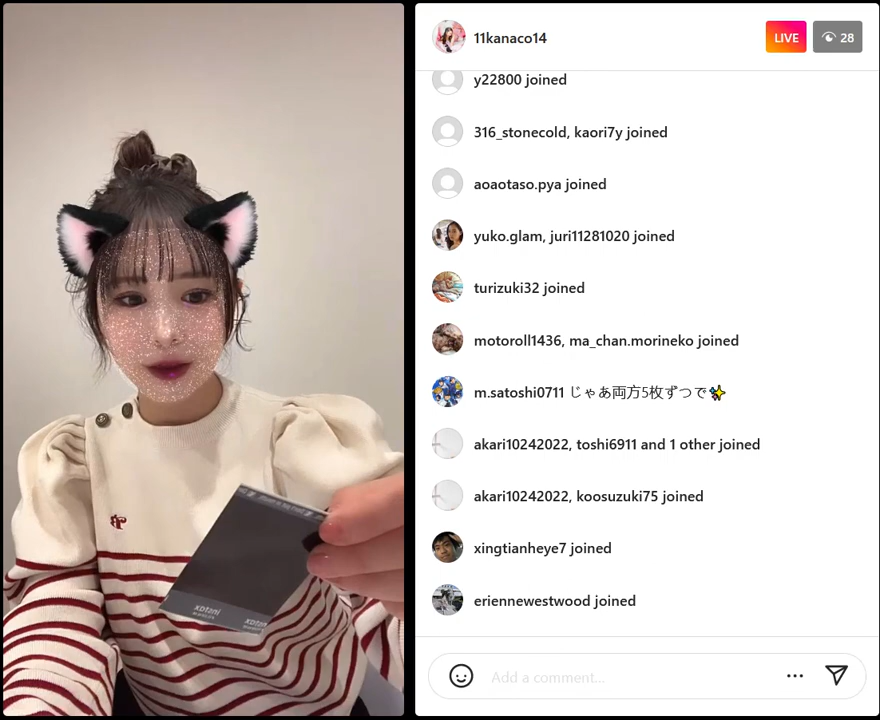 11kanaco14
LIVE
28
y22800 joined
316_stonecold, kaori7y joined
aoaotaso.pya joined
yuko.glam, juri11281020 joined
turizuki32 joined
motoroll1436, ma_chan.morineko joined
m.satoshi0711 じゃあ両方5枚ずつで✨
akari10242022, toshi6911 and 1 other joined
akari10242022, koosuzuki75 joined
xingtianheye7 joined
eriennewestwood joined
Add a comment...